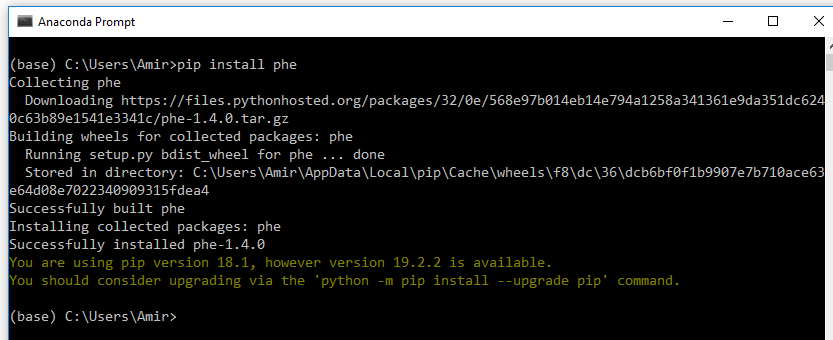 Anaconda Prompt
(base) C:\Users\Amir>pip install phe
Collecting phe
  Downloading https://files.pythonhosted.org/packages/32/0e/568e97b014eb14e794a1258a341361e9da351dc624
0c63b89e1541e3341c/phe-1.4.0.tar.gz
Building wheels for collected packages: phe
  Running setup.py bdist_wheel for phe ... done
  Stored in directory: C:\Users\Amir\AppData\Local\pip\Cache\wheels\f8\dc\36\dcb6bf0f1b9907e7b710ace63
e64d08e7022340909315fdea4
Successfully built phe
Installing collected packages: phe
Successfully installed phe-1.4.0
You are using pip version 18.1, however version 19.2.2 is available.
You should consider upgrading via the 'python -m pip install --upgrade pip' command.
(base) C:\Users\Amir>